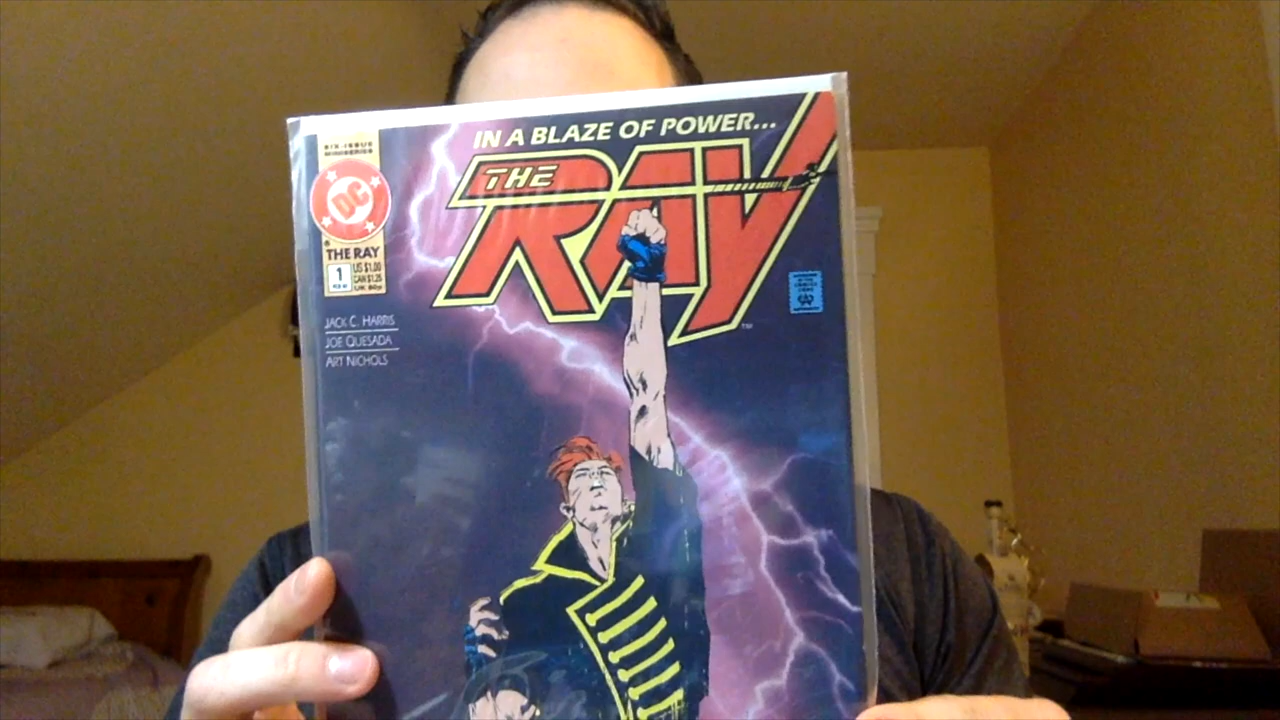 IN A BLAZE OF POWER...
THE
RAY
TM
SIX-ISSUE
MINISERIES
DC
THE RAY
1
US $1.00
CAN $1.25
UK 50p
JACK C. HARRIS
JOE QUESADA
ART NICHOLS